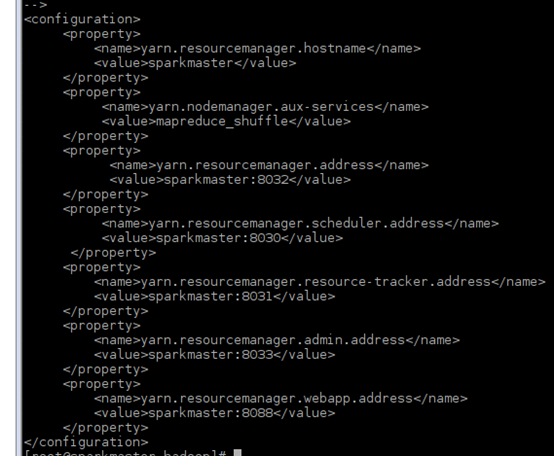 -->
<configuration>
<property>
<name>yarn.resourcemanager.hostname</name>
<value>sparkmaster</value>
</property>
<property>
<name>yarn.nodemanager.aux-services</name>
<value>mapreduce_shuffle</value>
</property>
<property>
<name>yarn.resourcemanager.address</name>
<value>sparkmaster:8032</value>
</property>
<property>
<name>yarn.resourcemanager.scheduler.address</name>
<value>sparkmaster:8030</value>
</property>
<property>
<name>yarn.resourcemanager.resource-tracker.address</name>
<value>sparkmaster:8031</value>
</property>
<property>
<name>yarn.resourcemanager.admin.address</name>
<value>sparkmaster:8033</value>
</property>
<property>
<name>yarn.resourcemanager.webapp.address</name>
<value>sparkmaster:8088</value>
</property>
</configuration>
[root@sparkmaster hadoop]#